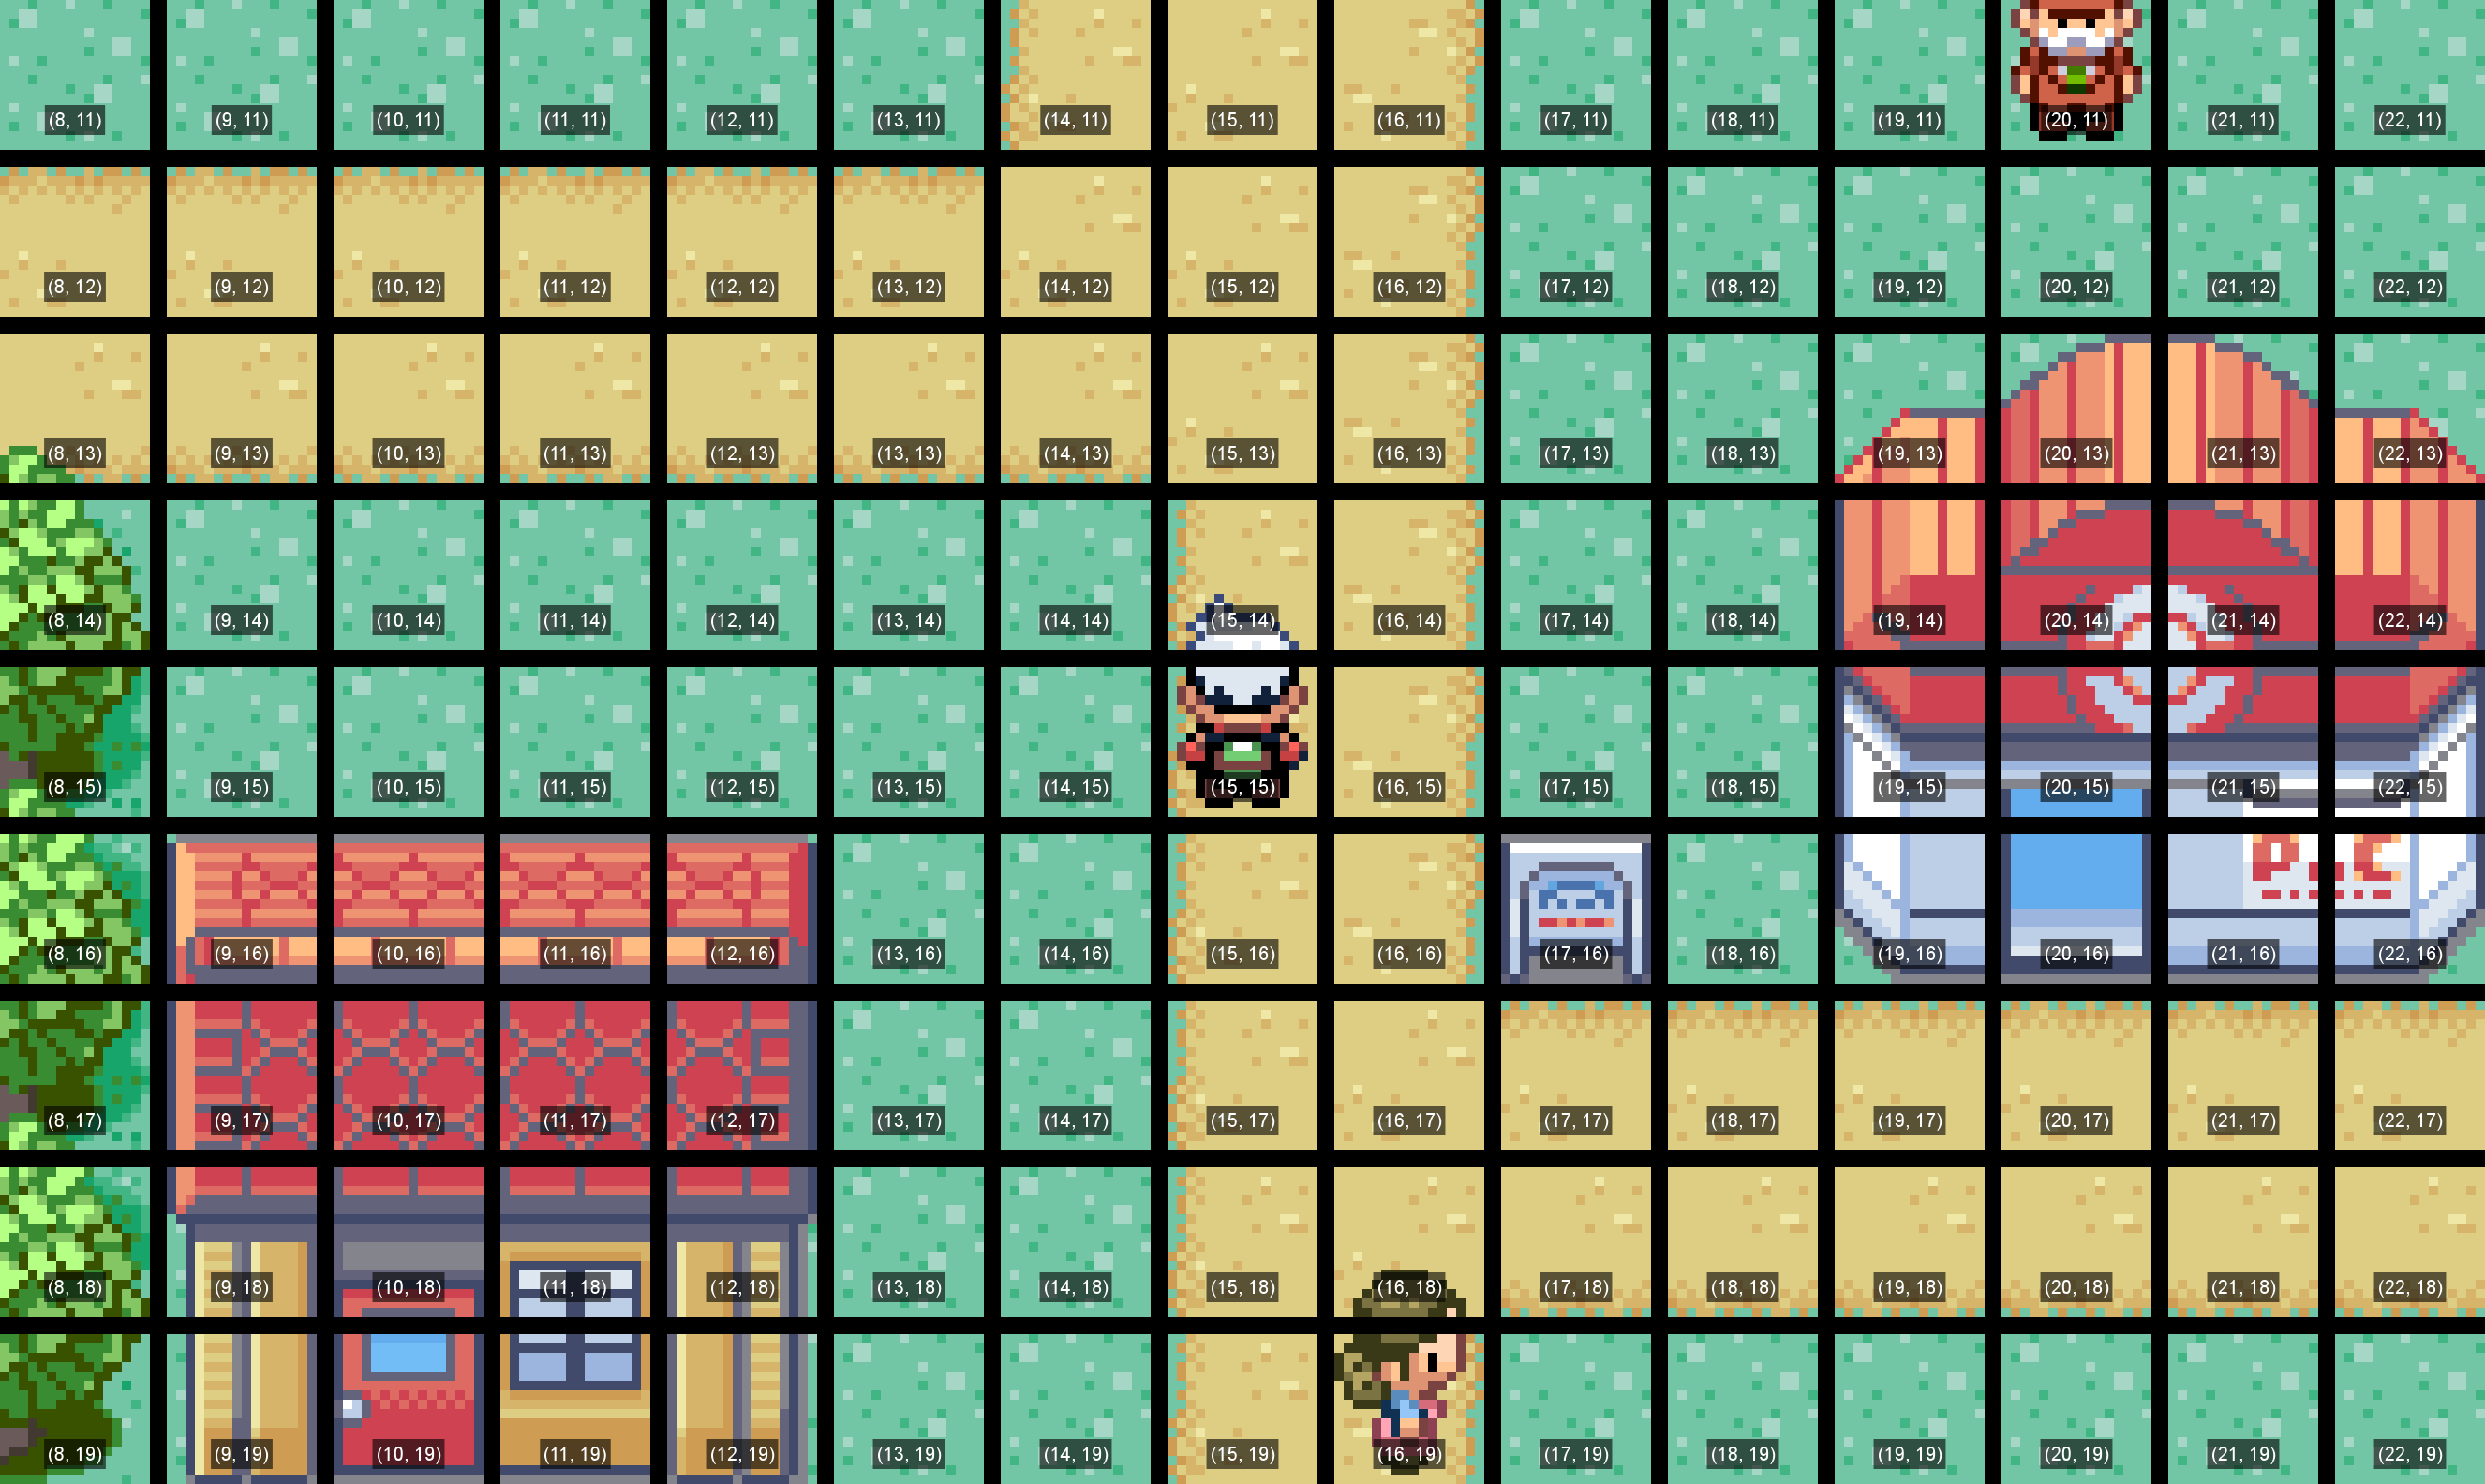 (8, 11) (9, 11) (10, 11) (11, 11) (12, 11) (13, 11) (14, 11) (15, 11) (16, 11) (17, 11) (18, 11) (19, 11) (20, 11) (21, 11) (22, 11)
(8, 12) (9, 12) (10, 12) (11, 12) (12, 12) (13, 12) (14, 12) (15, 12) (16, 12) (17, 12) (18, 12) (19, 12) (20, 12) (21, 12) (22, 12)
(8, 13) (9, 13) (10, 13) (11, 13) (12, 13) (13, 13) (14, 13) (15, 13) (16, 13) (17, 13) (18, 13) (19, 13) (20, 13) (21, 13) (22, 13)
(8, 14) (9, 14) (10, 14) (11, 14) (12, 14) (13, 14) (14, 14) (15, 14) (16, 14) (17, 14) (18, 14) (19, 14) (20, 14) (21, 14) (22, 14)
(8, 15) (9, 15) (10, 15) (11, 15) (12, 15) (13, 15) (14, 15) (15, 15) (16, 15) (17, 15) (18, 15) (19, 15) (20, 15) (21, 15) (22, 15)
P.C
(8, 16) (9, 16) (10, 16) (11, 16) (12, 16) (13, 16) (14, 16) (15, 16) (16, 16) (17, 16) (18, 16) (19, 16) (20, 16) (21, 16) (22, 16)
(8, 17) (9, 17) (10, 17) (11, 17) (12, 17) (13, 17) (14, 17) (15, 17) (16, 17) (17, 17) (18, 17) (19, 17) (20, 17) (21, 17) (22, 17)
(8, 18) (9, 18) (10, 18) (11, 18) (12, 18) (13, 18) (14, 18) (15, 18) (16, 18) (17, 18) (18, 18) (19, 18) (20, 18) (21, 18) (22, 18)
(8, 19) (9, 19) (10, 19) (11, 19) (12, 19) (13, 19) (14, 19) (15, 19) (16, 19) (17, 19) (18, 19) (19, 19) (20, 19) (21, 19) (22, 19)